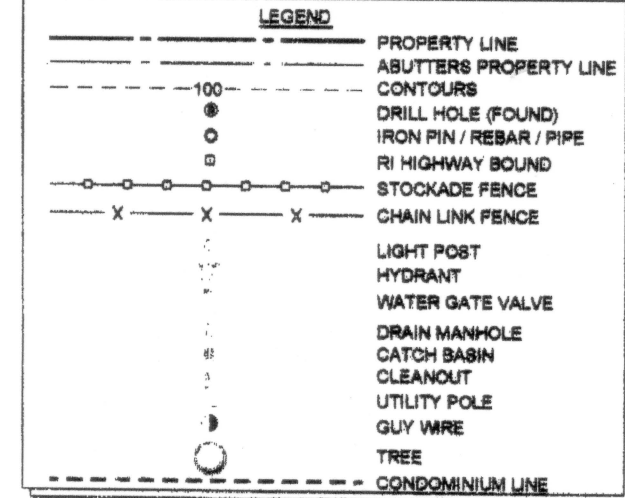 LEGEND
PROPERTY LINE
ABUTTERS PROPERTY LINE
100 CONTOURS
DRILL HOLE (FOUND)
IRON PIN / REBAR / PIPE
RI HIGHWAY BOUND
STOCKADE FENCE
X X X CHAIN LINK FENCE
LIGHT POST
HYDRANT
WATER GATE VALVE
DRAIN MANHOLE
CATCH BASIN
CLEANOUT
UTILITY POLE
GUY WIRE
TREE
CONDOMINIUM LINE